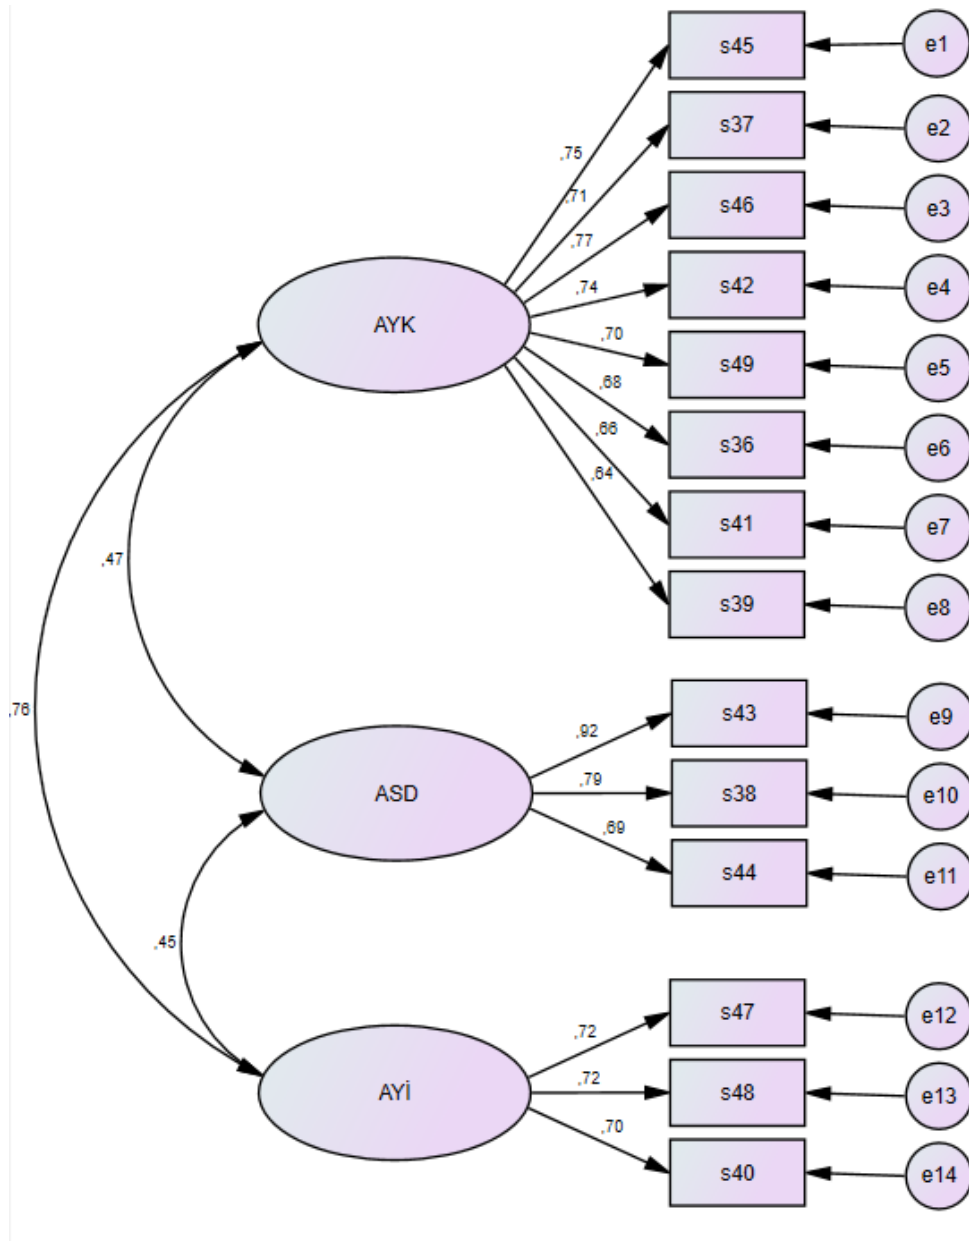 s45
e1
s37
e2
,75
,71
s46
e3
,77
s42
e4
,74
AYK
,70
s49
e5
,68
s36
e6
,66
,64
s41
e7
,47
s39
e8
,76
s43
e9
,92
ASD
,79
s38
e10
,69
s44
e11
,45
s47
e12
,72
AYİ
,72
s48
e13
,70
s40
e14